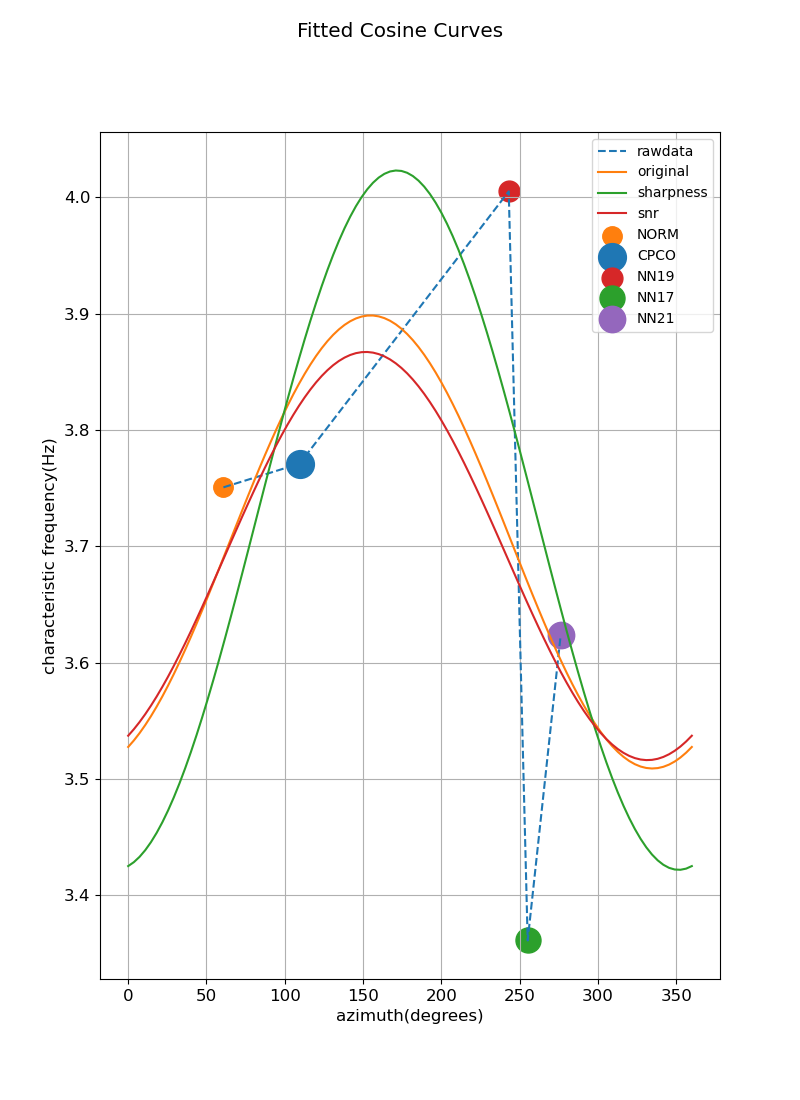 Fitted Cosine Curves
rawdata
original
sharpness
snr
NORM
CPCO
NN19
NN17
NN21
4.0
3.9
3.8
3.7
3.6
3.5
3.4
characteristic frequency(Hz)
0 50 100 150 200 250 300 350
azimuth(degrees)